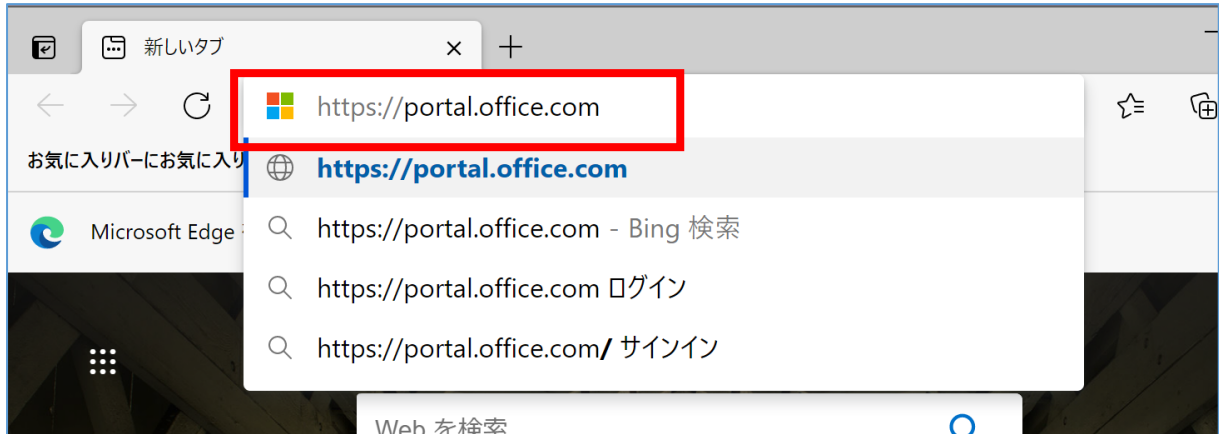 新しいタブ
https://portal.office.com
お気に入りバーにお気に入り
https://portal.office.com
Microsoft Edge
https://portal.office.com - Bing 検索
https://portal.office.com ログイン
https://portal.office.com/ サインイン
Web を検索